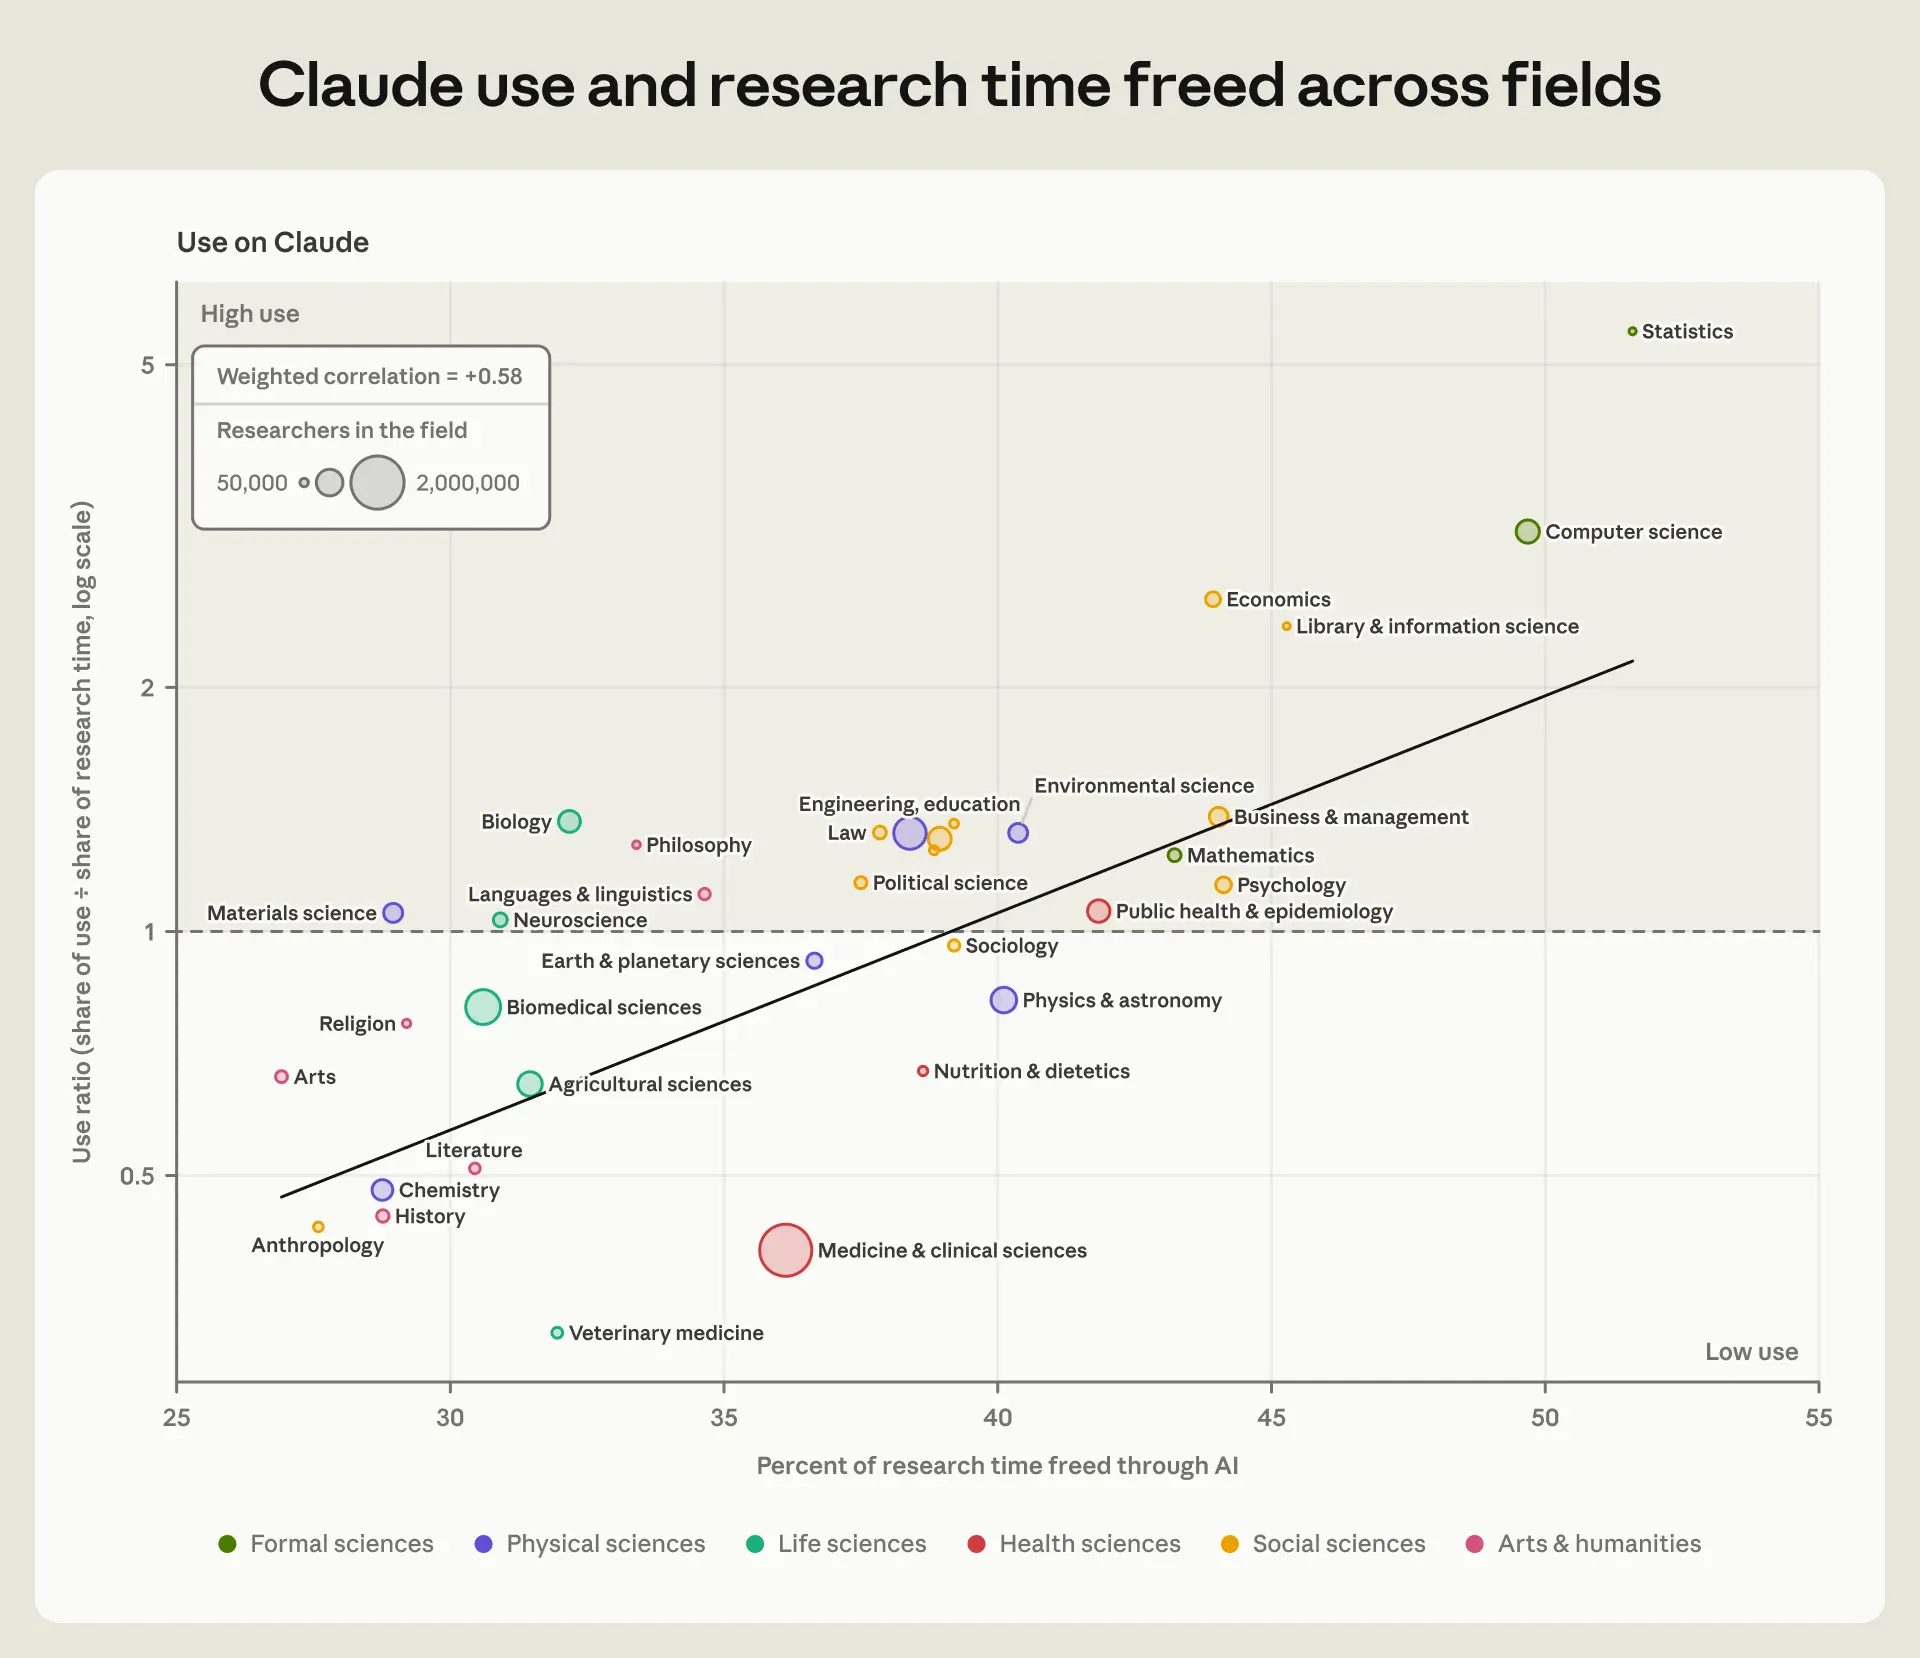 Claude use and research time freed across fields
Use on Claude
High use
Weighted correlation = +0.58
Researchers in the field
50,000
2,000,000
Use ratio (share of use ÷ share of research time, log scale)
5
2
1
0.5
Statistics
Computer science
Economics
Library & information science
Environmental science
Engineering, education
Business & management
Biology
Law
Philosophy
Mathematics
Political science
Psychology
Languages & linguistics
Public health & epidemiology
Materials science
Neuroscience
Sociology
Earth & planetary sciences
Physics & astronomy
Biomedical sciences
Religion
Nutrition & dietetics
Arts
Agricultural sciences
Literature
Chemistry
History
Anthropology
Medicine & clinical sciences
Veterinary medicine
Low use
25 30 35 40 45 50 55
Percent of research time freed through AI
Formal sciences Physical sciences Life sciences Health sciences Social sciences Arts & humanities